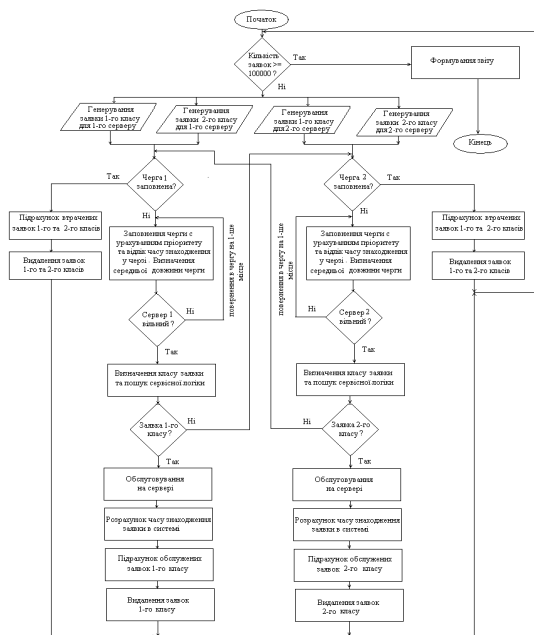 Початок
Кількість
заявок >=
100000 ?
Так
Формування звіту
Ні
Кінець
Генерування
заявки 1-го класу
для 1-го серверу
Генерування
заявки 2-го класу
для 1-го серверу
Генерування
заявки 1-го класу
для 2-го серверу
Генерування
заявки 2-го класу
для 2-го серверу
Так
Черга 1
заповнена?
Ні
Черга 2
заповнена?
Так
Ні
Підрахунок втрачених
заявок 1-го та 2-го класів
Видалення заявок
1-го та 2-го класів
Заповнення черги с
урахуванням пріоритету
та відлік часу знаходження
у черзі. Визначення
середньої довжини черги
повернення в чергу на 1-ше
місце
Заповнення черги с
урахуванням пріоритету
та відлік часу знаходження
у черзі. Визначення
середньої довжини черги
повернення в чергу на 1-ше
місце
Підрахунок втрачених
заявок 1-го та 2-го класів
Видалення заявок
1-го та 2-го класів
Сервер 1
вільний ?
Ні
Так
Сервер 2
вільний ?
Ні
Так
Визначення класу заявки
та пошук сервісної логіки
Визначення класу заявки
та пошук сервісної логіки
Заявка 1-го
класу ?
Ні
Так
Заявка 2-го
класу ?
Ні
Так
Обслуговування
на сервері
Обслуговування
на сервері
Розрахунок часу знаходження
заявки в системі
Розрахунок часу знаходження
заявки в системі
Підрахунок обслужених
заявок 1-го класу
Підрахунок обслужених
заявок 2-го класу
Видалення заявок
1-го класу
Видалення заявок
2-го класу